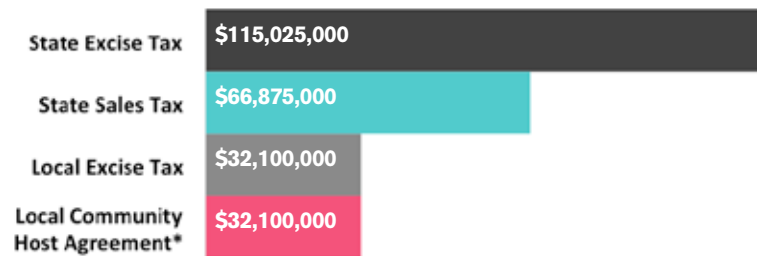 State Excise Tax $115,025,000
State Sales Tax $66,875,000
Local Excise Tax $32,100,000
Local Community
Host Agreement* $32,100,000